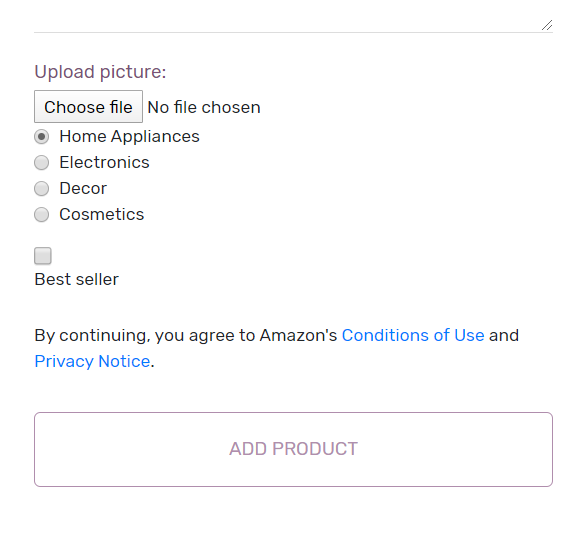 Upload picture:
Choose file No file chosen
Home Appliances
Electronics
Decor
Cosmetics
Best seller
By continuing, you agree to Amazon's Conditions of Use and
Privacy Notice.
ADD PRODUCT